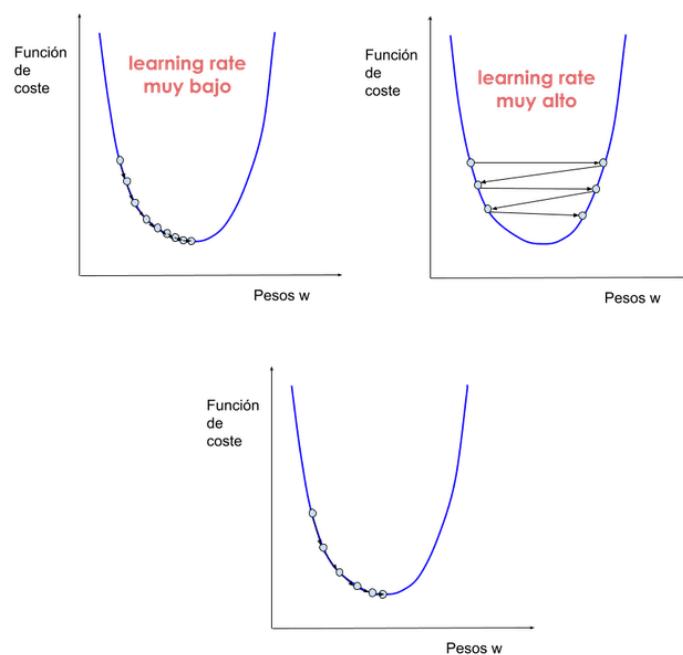 Función
de
coste
learning rate
muy bajo
Pesos w
Función
de
coste
learning rate
muy alto
Pesos w
Función
de
coste
Pesos w